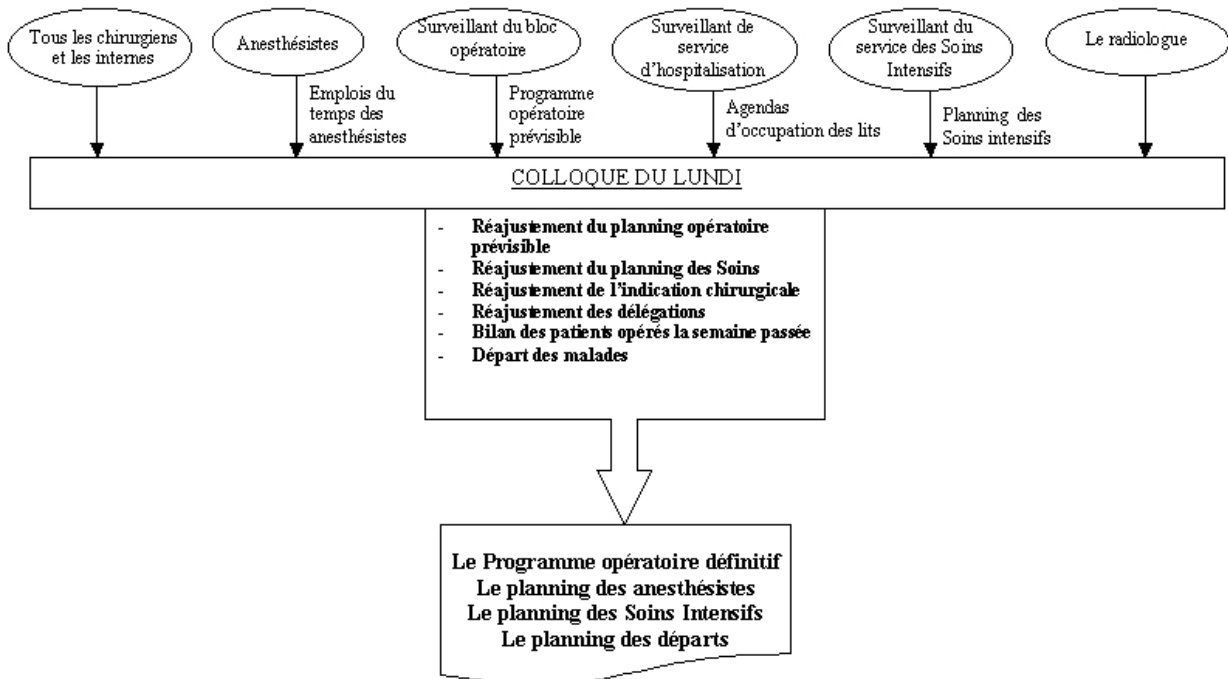 Tous les chirurgiens
et les internes
Anesthésistes
Surveillant du bloc
opératoire
Surveillant de
service
d'hospitalisation
Surveillant du
service des Soins
Intensifs
Le radiologue
Emplois du
temps des
anesthésistes
Programme
opératoire
prévisible
Agendas
d'occupation des lits
Planning des
Soins intensifs
COLLOQUE DU LUNDI
- Réajustement du planning opératoire
prévisible
- Réajustement du planning des Soins
- Réajustement de l'indication chirurgicale
- Réajustement des délégations
- Bilan des patients opérés la semaine passée
- Départ des malades
Le Programme opératoire définitif
Le planning des anesthésistes
Le planning des Soins Intensifs
Le planning des départs